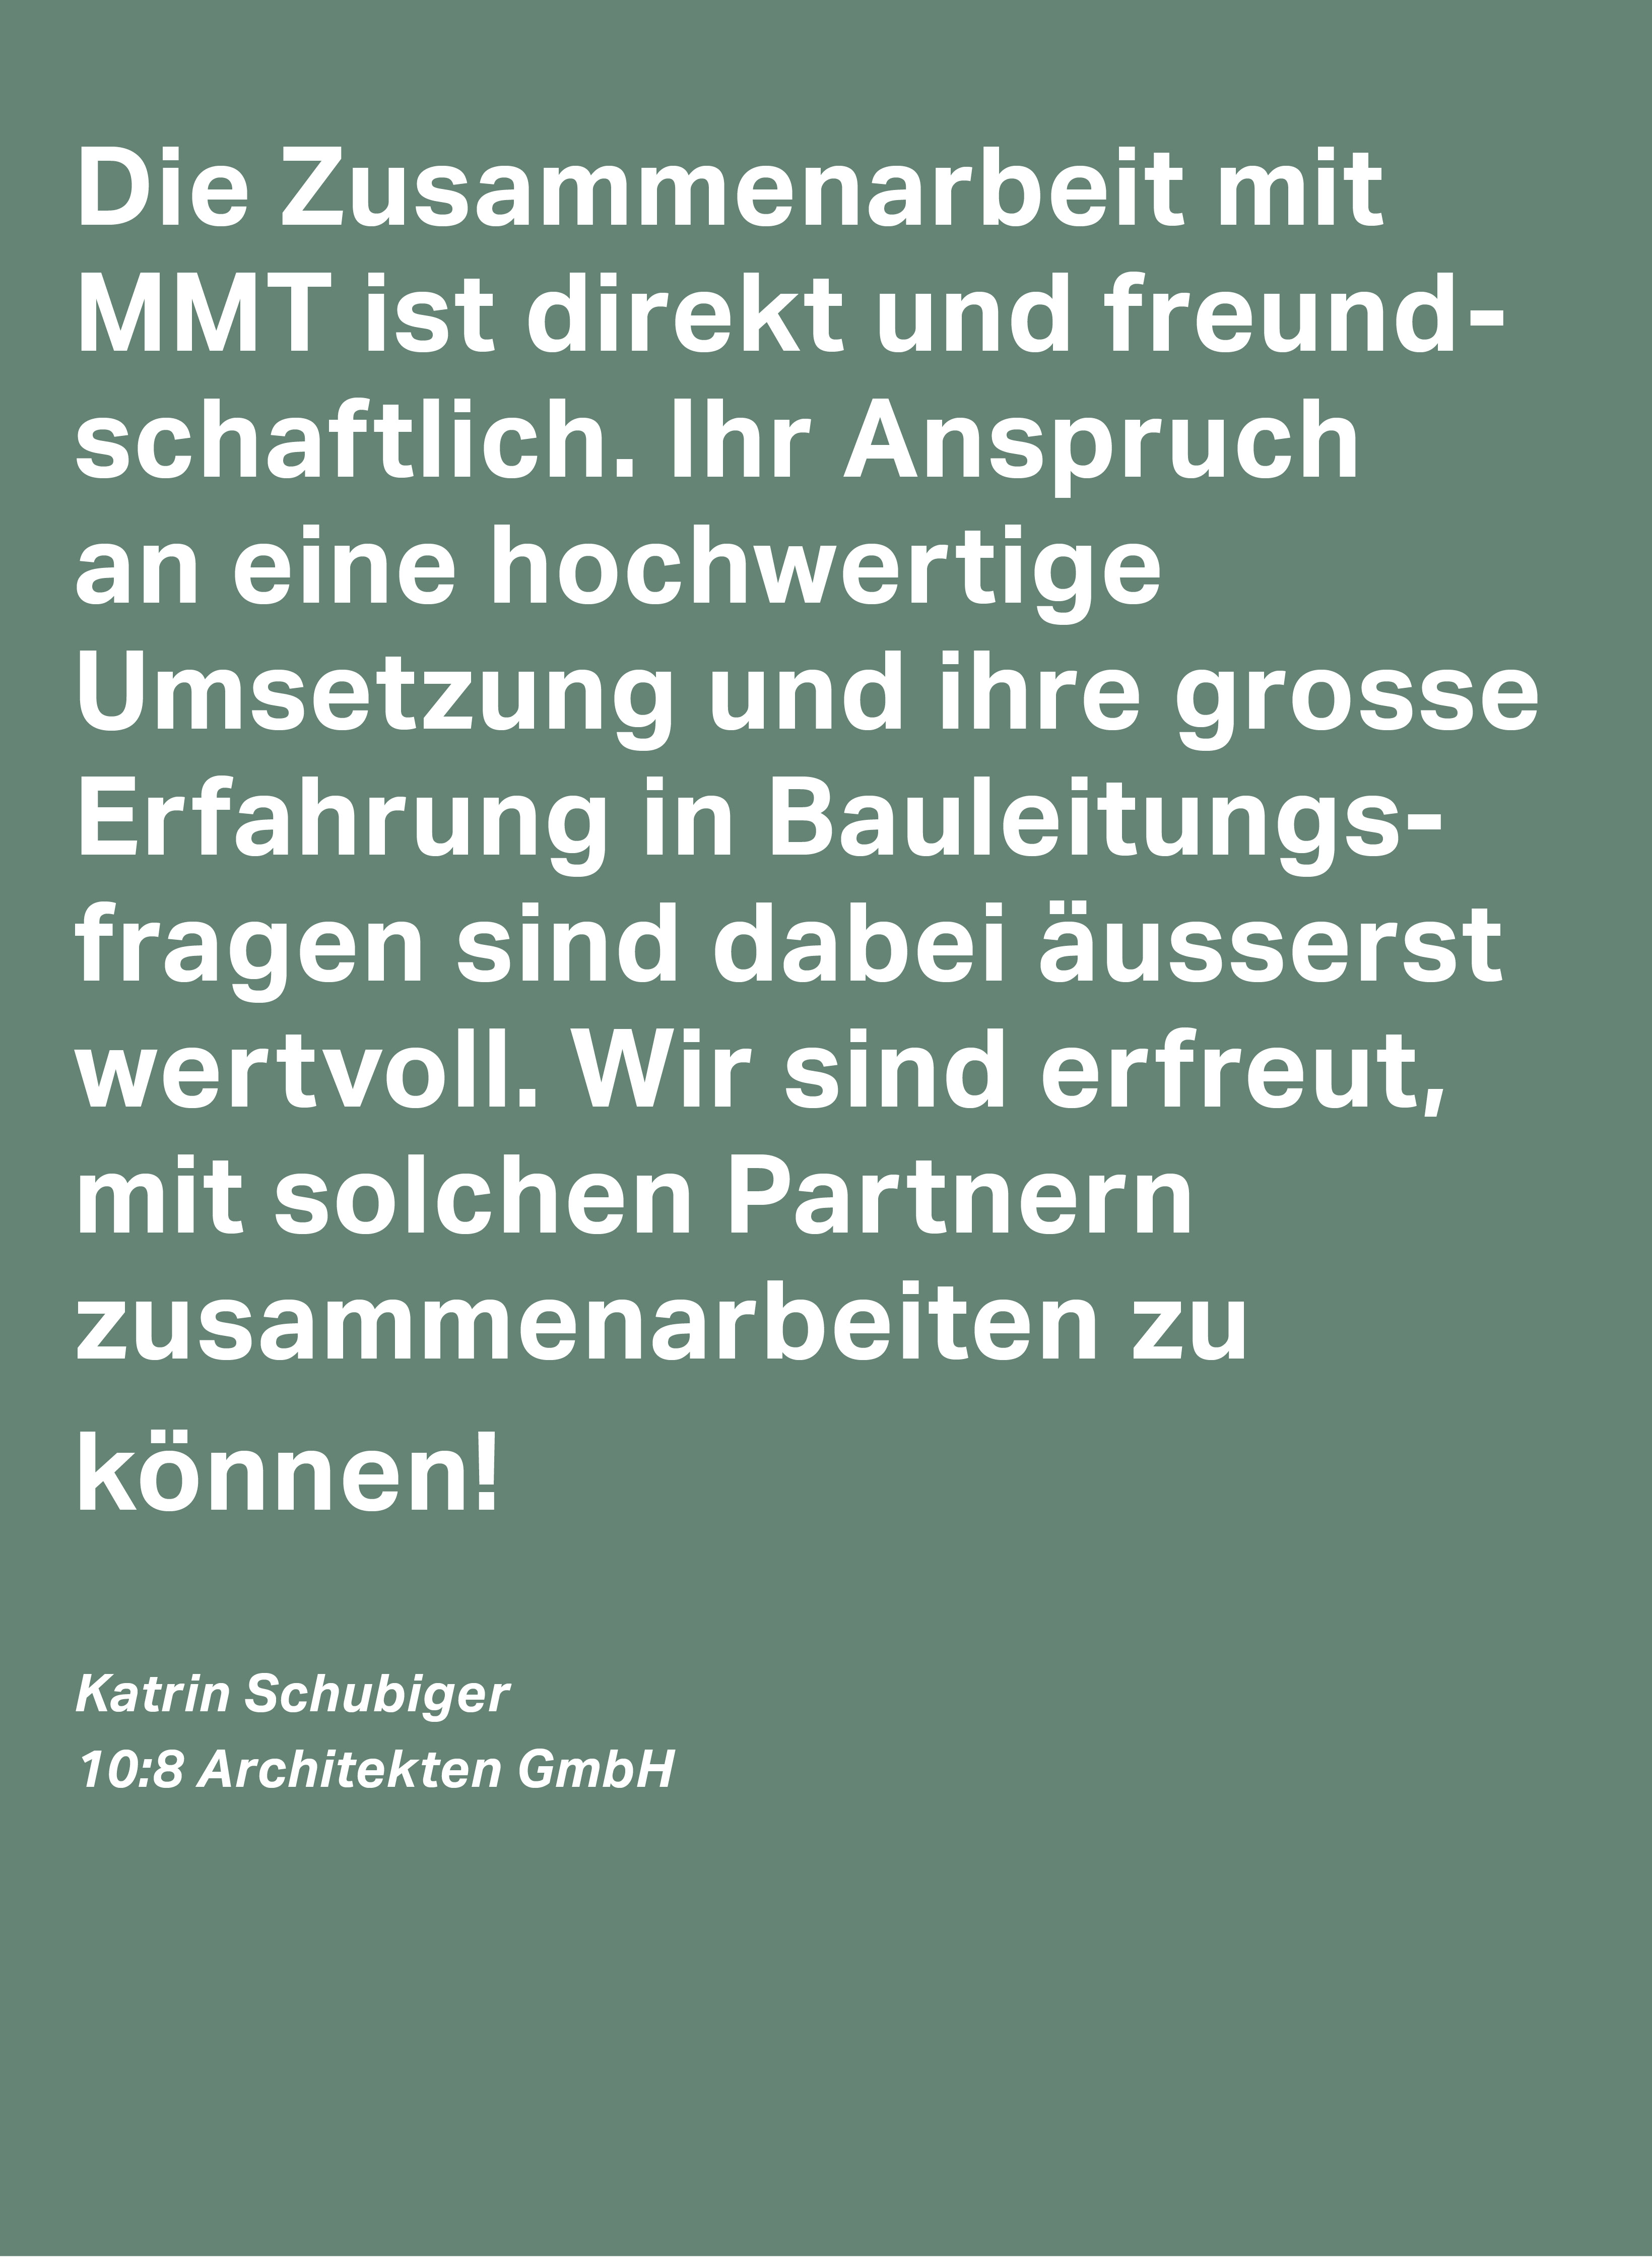 Die Zusammenarbeit mit
MMT ist direkt und freund-
schaftlich. Ihr Anspruch
an eine hochwertige
Umsetzung und ihre grosse
Erfahrung in Bauleitungs-
fragen sind dabei äusserst
wertvoll. Wir sind erfreut,
mit solchen Partnern
zusammenarbeiten zu
können!
Katrin Schubiger
10:8 Architekten GmbH